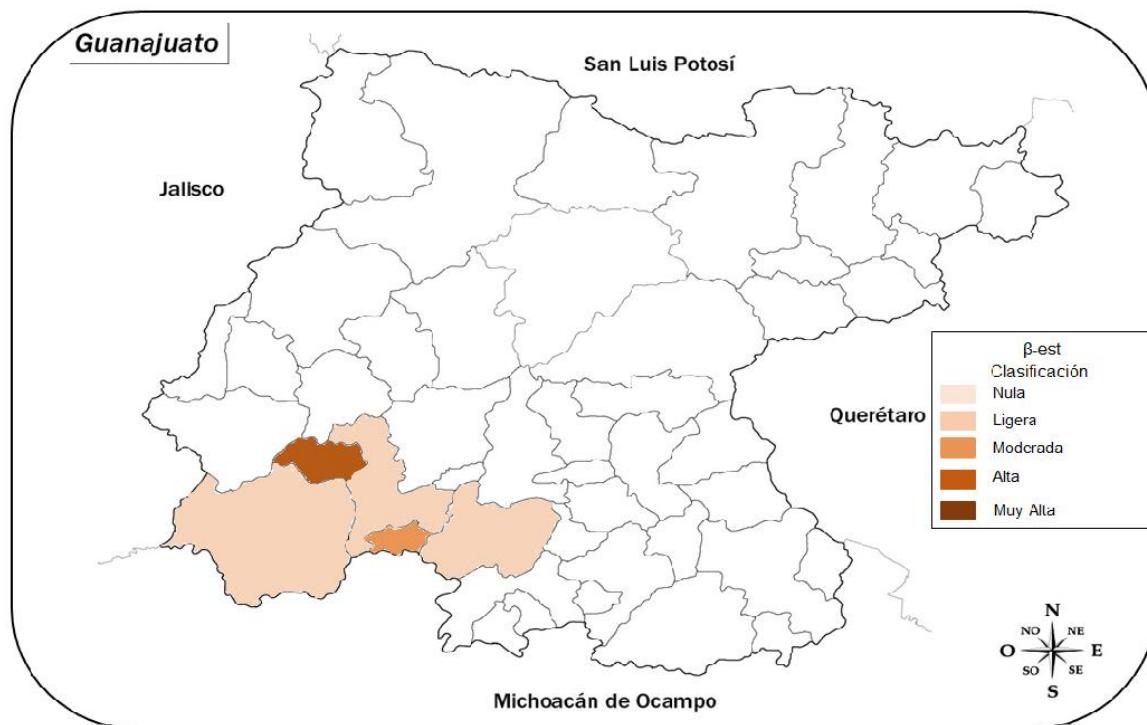 Guanajuato
San Luis Potosí
Jalisco
β-est
Clasificación
Nula
Ligera
Moderada
Alta
Muy Alta
Querétaro
N
NO NE
O E
SO SE
S
Michoacán de Ocampo